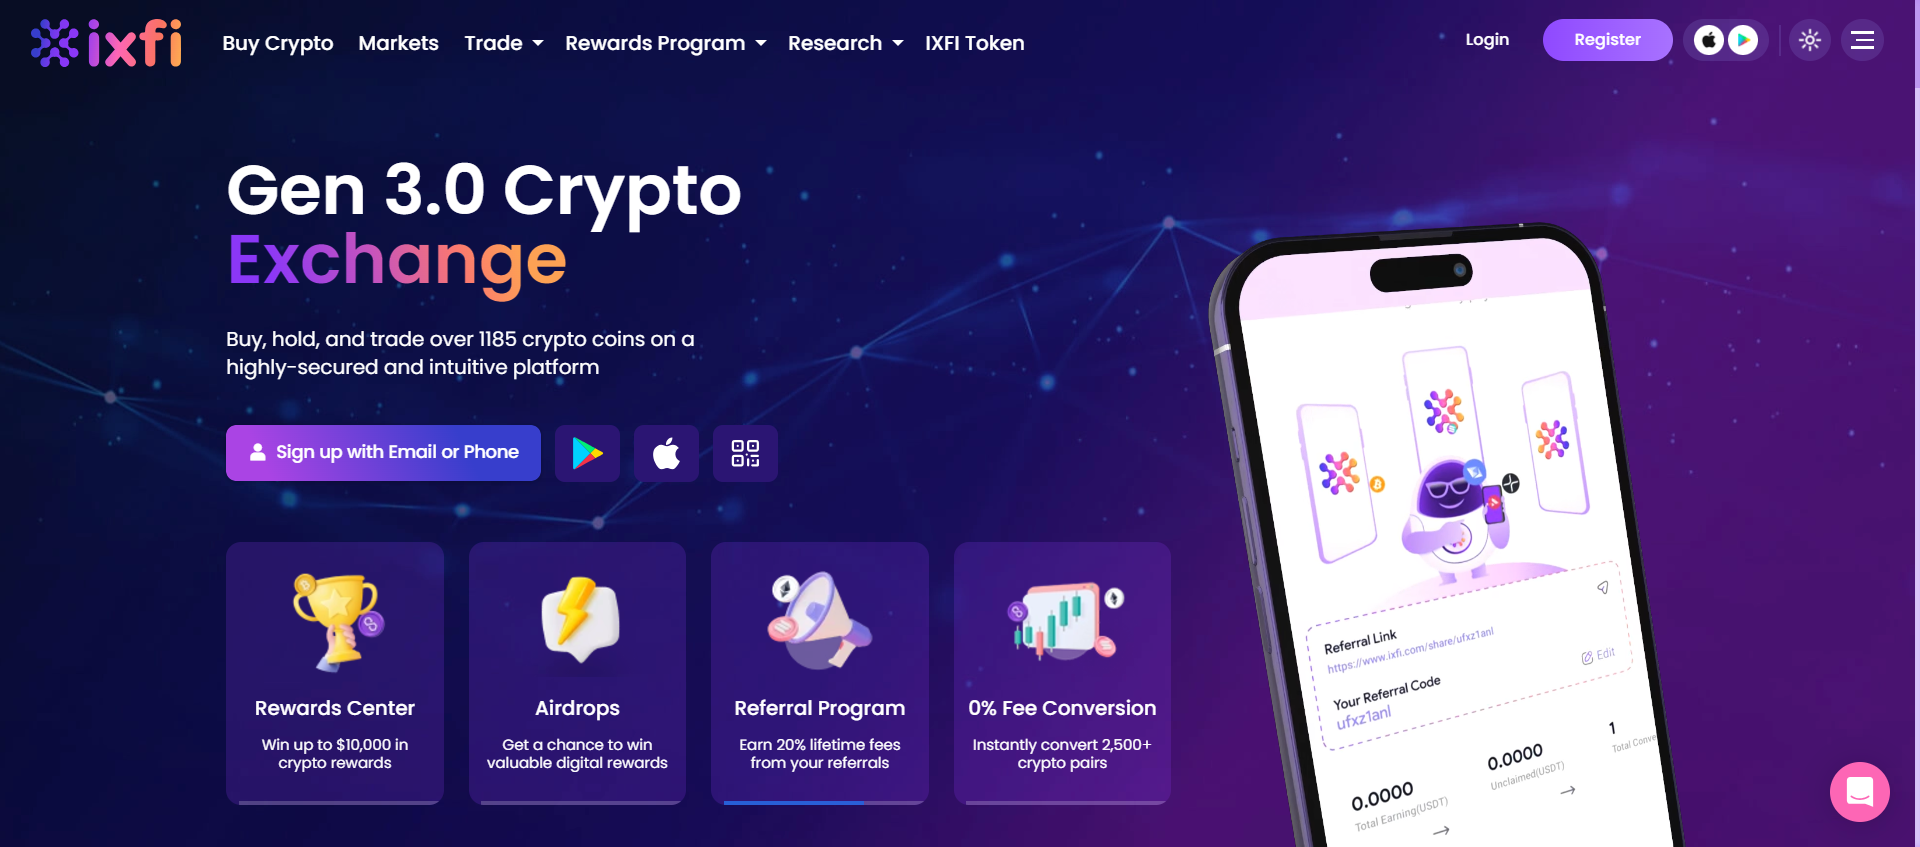 ixfi
Buy Crypto
Markets
Trade
Rewards Program
Research
IXFI Token
Login
Register
Gen 3.0 Crypto
Exchange
Buy, hold, and trade over 1185 crypto coins on a
highly-secured and intuitive platform
Sign up with Email or Phone
Rewards Center
Win up to $10,000 in
crypto rewards
Airdrops
Get a chance to win
valuable digital rewards
Referral Program
Earn 20% lifetime fees
from your referrals
0% Fee Conversion
Instantly convert 2,500+
crypto pairs
Referral Link
https://www.ixfi.com/share/ufxz1anl
Edit
Your Referral Code
ufxz1anl
0.0000
Total Earning(USDT)
0.0000
Unclaimed(USDT)
1
Total Conve